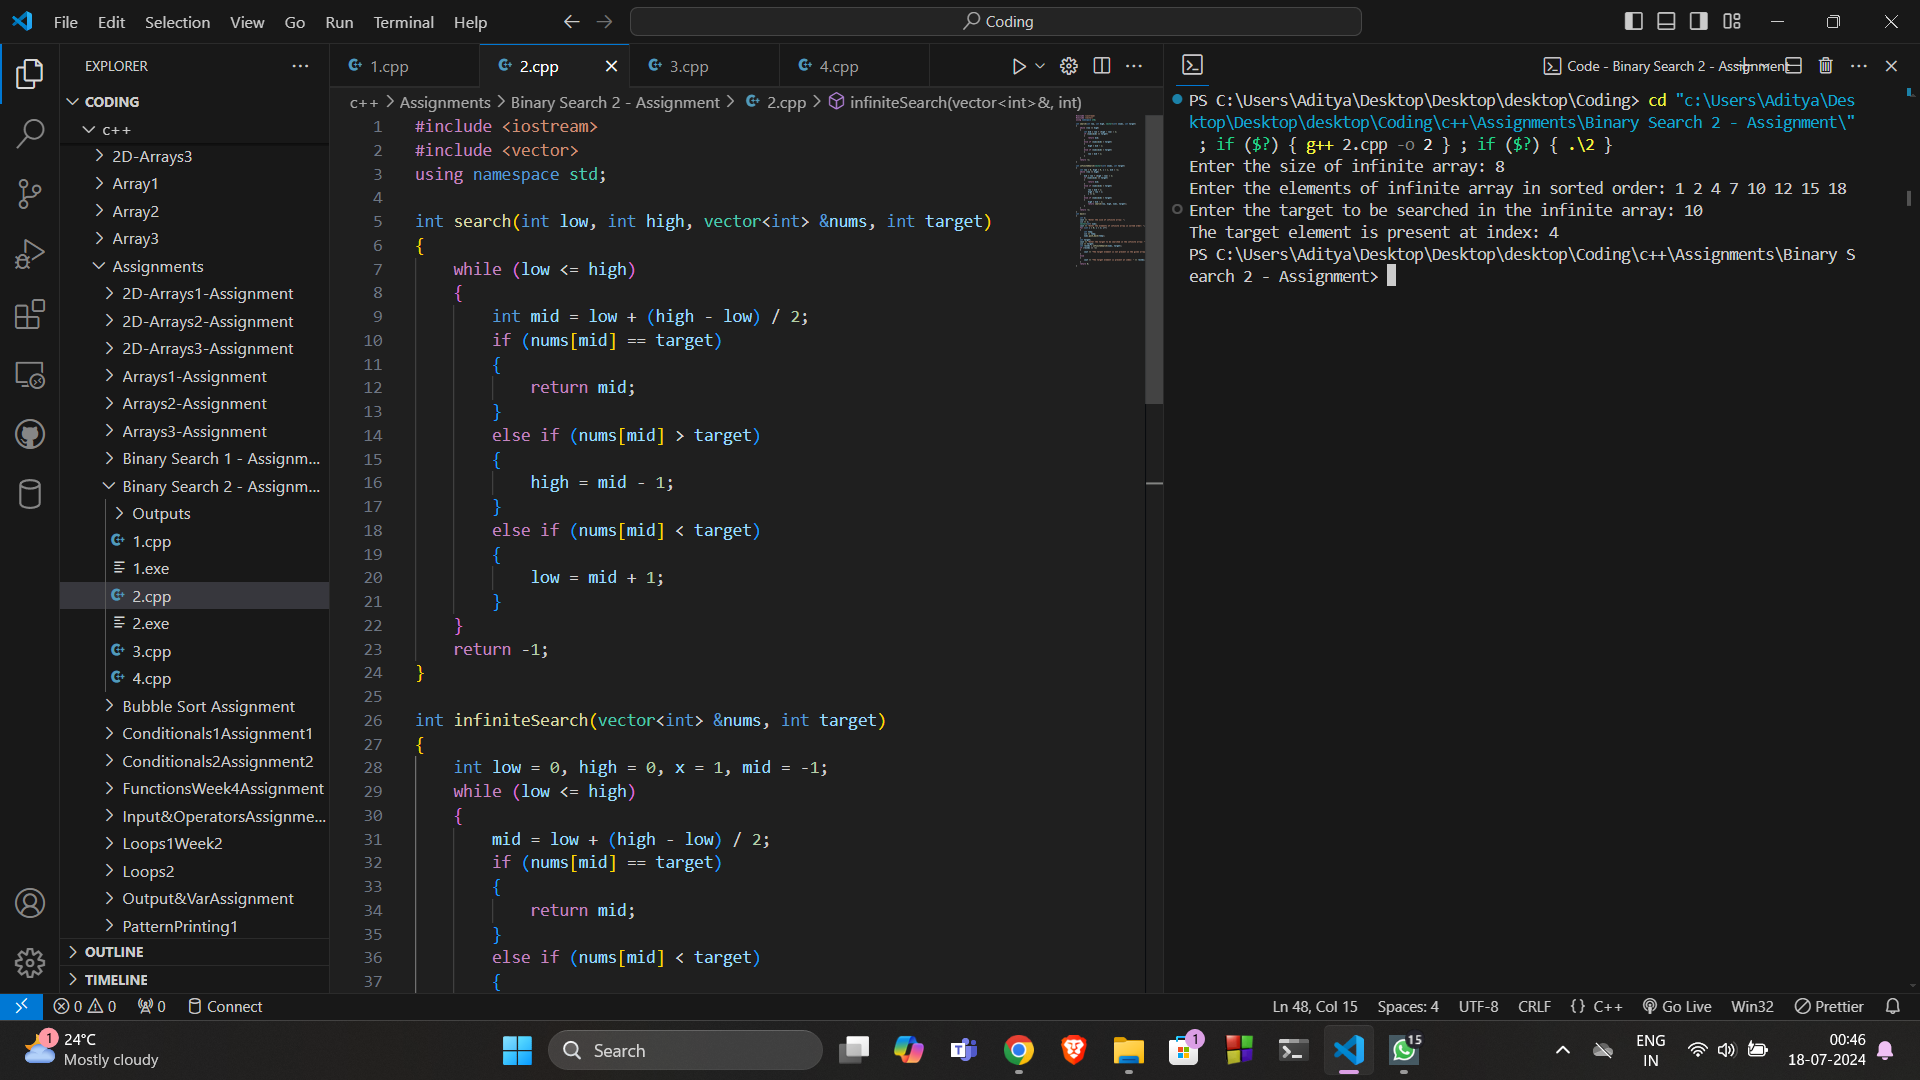 File Edit Selection View Go Run Terminal Help
Coding
EXPLORER
CODING
c++
2D-Arrays3
Array1
Array2
Array3
Assignments
2D-Arrays1-Assignment
2D-Arrays2-Assignment
2D-Arrays3-Assignment
Arrays1-Assignment
Arrays2-Assignment
Arrays3-Assignment
Binary Search 1 - Assignm...
Binary Search 2 - Assignm...
Outputs
1.cpp
1.exe
2.cpp
2.exe
3.cpp
4.cpp
Bubble Sort Assignment
Conditionals1Assignment1
Conditionals2Assignment2
FunctionsWeek4Assignment
Input&OperatorsAssignme...
Loops1Week2
Loops2
Output&VarAssignment
PatternPrinting1
OUTLINE
TIMELINE
1.cpp 2.cpp 3.cpp 4.cpp
c++ > Assignments > Binary Search 2 - Assignment > 2.cpp > infiniteSearch(vector<int>&, int)
1 #include <iostream>
2 #include <vector>
3 using namespace std;
4
5 int search(int low, int high, vector<int> &nums, int target)
6 {
7 while (low <= high)
8 {
9 int mid = low + (high - low) / 2;
10 if (nums[mid] == target)
11 {
12 return mid;
13 }
14 else if (nums[mid] > target)
15 {
16 high = mid - 1;
17 }
18 else if (nums[mid] < target)
19 {
20 low = mid + 1;
21 }
22 }
23 return -1;
24 }
25
26 int infiniteSearch(vector<int> &nums, int target)
27 {
28 int low = 0, high = 0, x = 1, mid = -1;
29 while (low <= high)
30 {
31 mid = low + (high - low) / 2;
32 if (nums[mid] == target)
33 {
34 return mid;
35 }
36 else if (nums[mid] < target)
37 {
Code - Binary Search 2 - Assignment
PS C:\Users\Aditya\Desktop\Desktop\desktop\Coding> cd "c:\Users\Aditya\Des
ktop\Desktop\desktop\Coding\c++\Assignments\Binary Search 2 - Assignment\"
; if ($?) { g++ 2.cpp -o 2 } ; if ($?) { .\2 }
Enter the size of infinite array: 8
Enter the elements of infinite array in sorted order: 1 2 4 7 10 12 15 18
Enter the target to be searched in the infinite array: 10
The target element is present at index: 4
PS C:\Users\Aditya\Desktop\Desktop\desktop\Coding\c++\Assignments\Binary S
earch 2 - Assignment>
0 0 0 Connect
Ln 48, Col 15 Spaces: 4 UTF-8 CRLF {} C++ Go Live Win32 Prettier
1 24°C
Mostly cloudy
Search
1
15
ENG
IN
00:46
18-07-2024